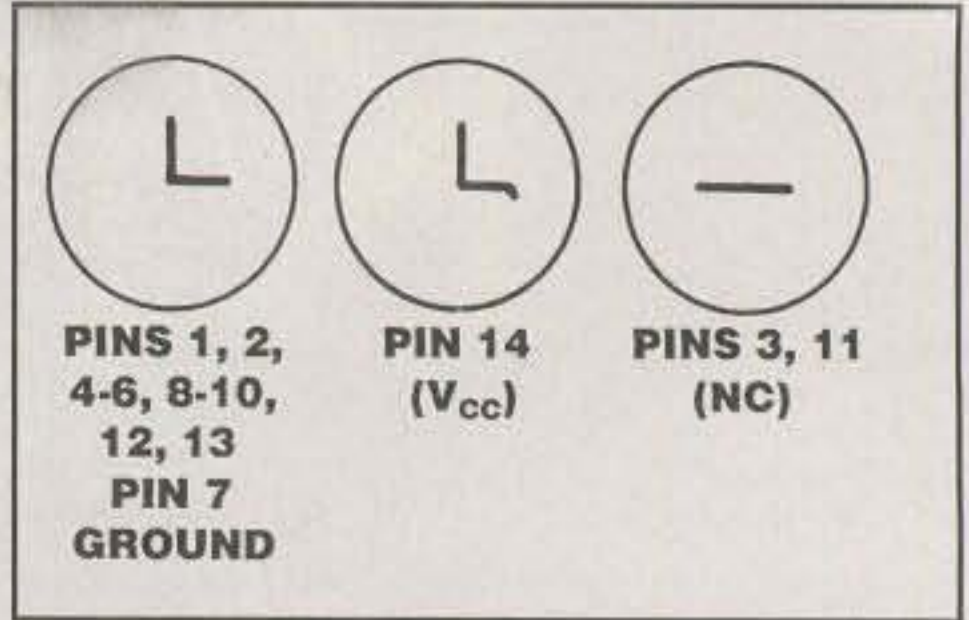 PINS 1, 2,
4-6, 8-10,
12, 13
PIN 7
GROUND
PIN 14
(Vcc)
PINS 3, 11
(NC)